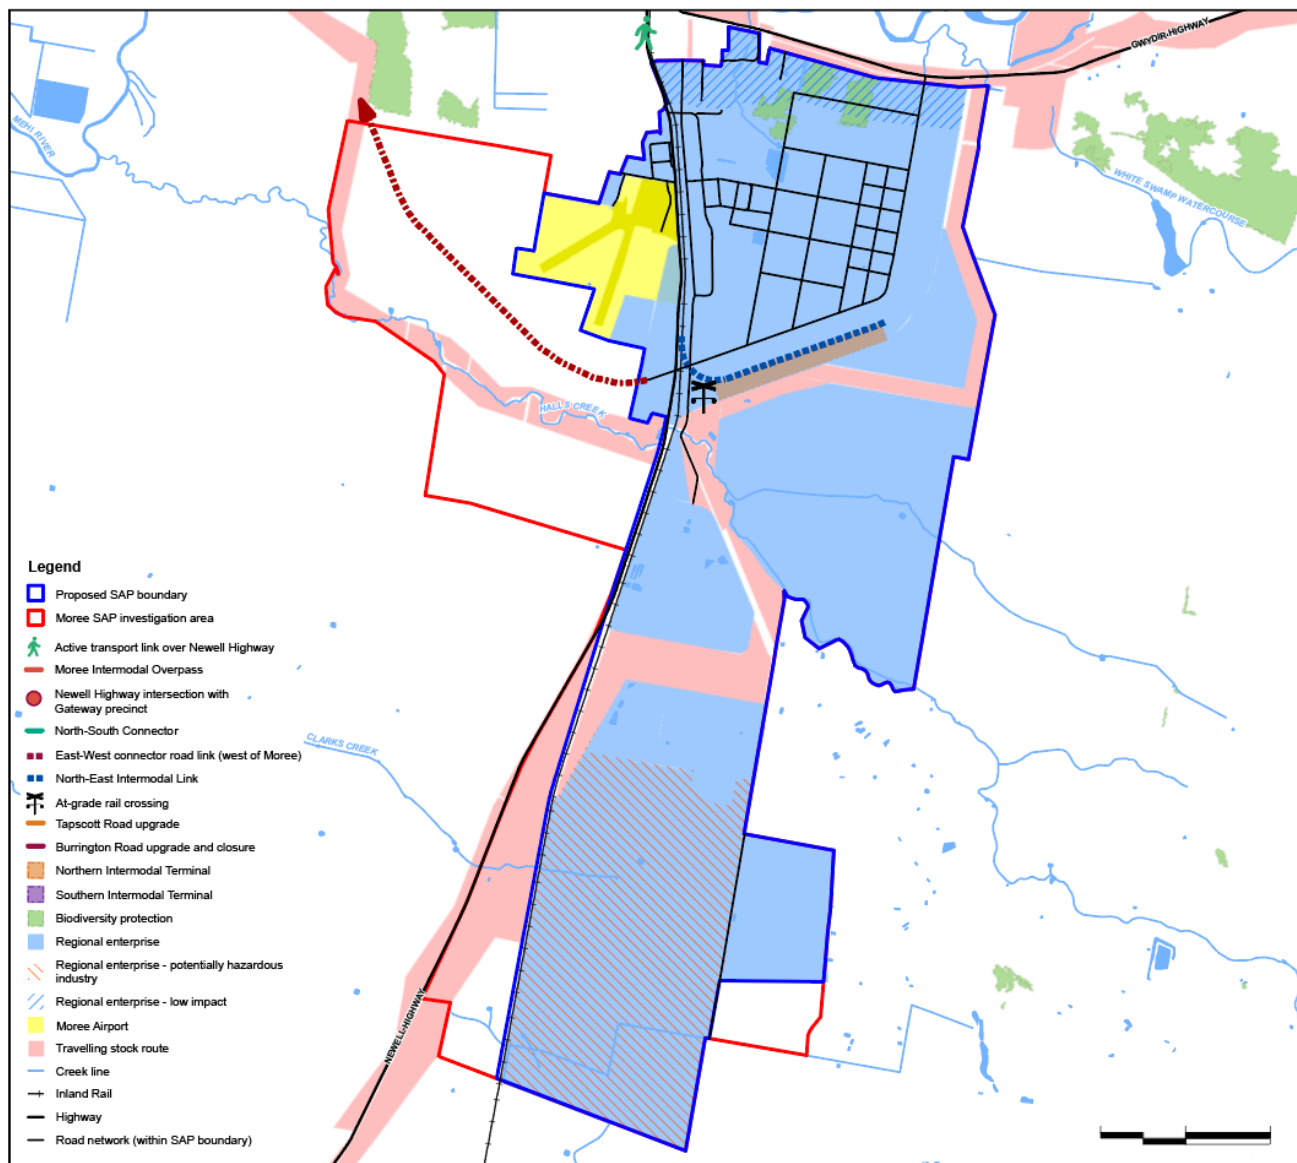 GWYDIR HIGHWAY
MEHI RIVER
WHITE SWAMP WATERCOURSE
HALLS CREEK
CLARKS CREEK
NEWELL HIGHWAY
Legend
Proposed SAP boundary
Moree SAP investigation area
Active transport link over Newell Highway
Moree Intermodal Overpass
Newell Highway intersection with
Gateway precinct
North-South Connector
East-West connector road link (west of Moree)
North-East Intermodal Link
At-grade rail crossing
Tapscott Road upgrade
Burrington Road upgrade and closure
Northern Intermodal Terminal
Southern Intermodal Terminal
Biodiversity protection
Regional enterprise
Regional enterprise - potentially hazardous
industry
Regional enterprise - low impact
Moree Airport
Travelling stock route
Creek line
Inland Rail
Highway
Road network (within SAP boundary)